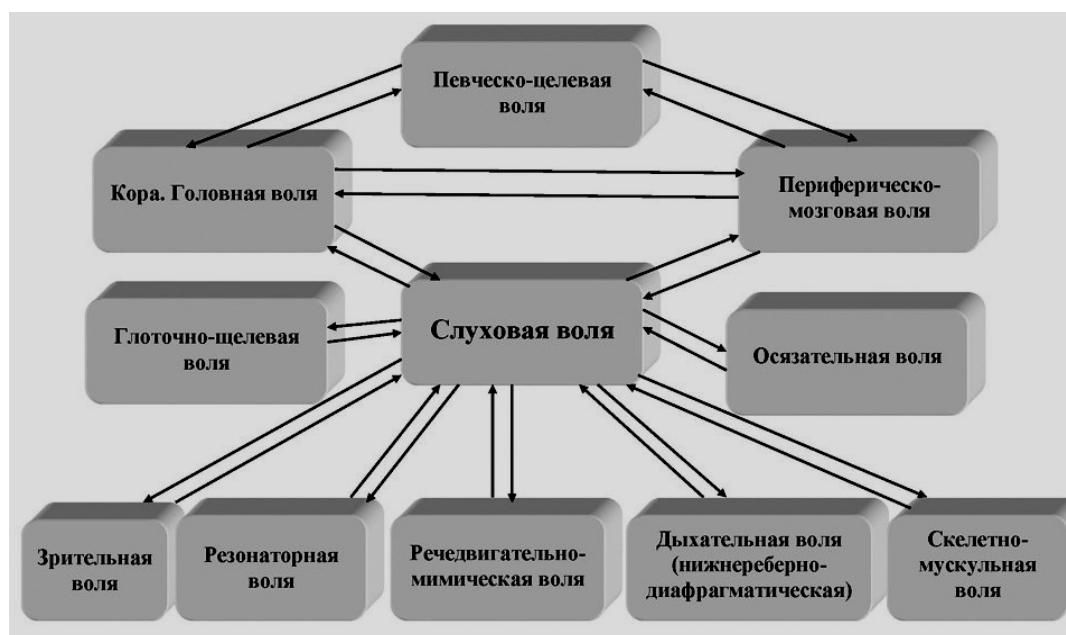 Певческо-целевая
воля
Кора. Головная воля
Периферическо-
мозговая воля
Глоточно-щелевая
воля
Слуховая воля
Осязательная воля
Зрительная
воля
Резонаторная
воля
Речедвигательно-
мимическая воля
Дыхательная воля
(нижнереберно-
диафрагматическая)
Скелетно-
мускульная
воля